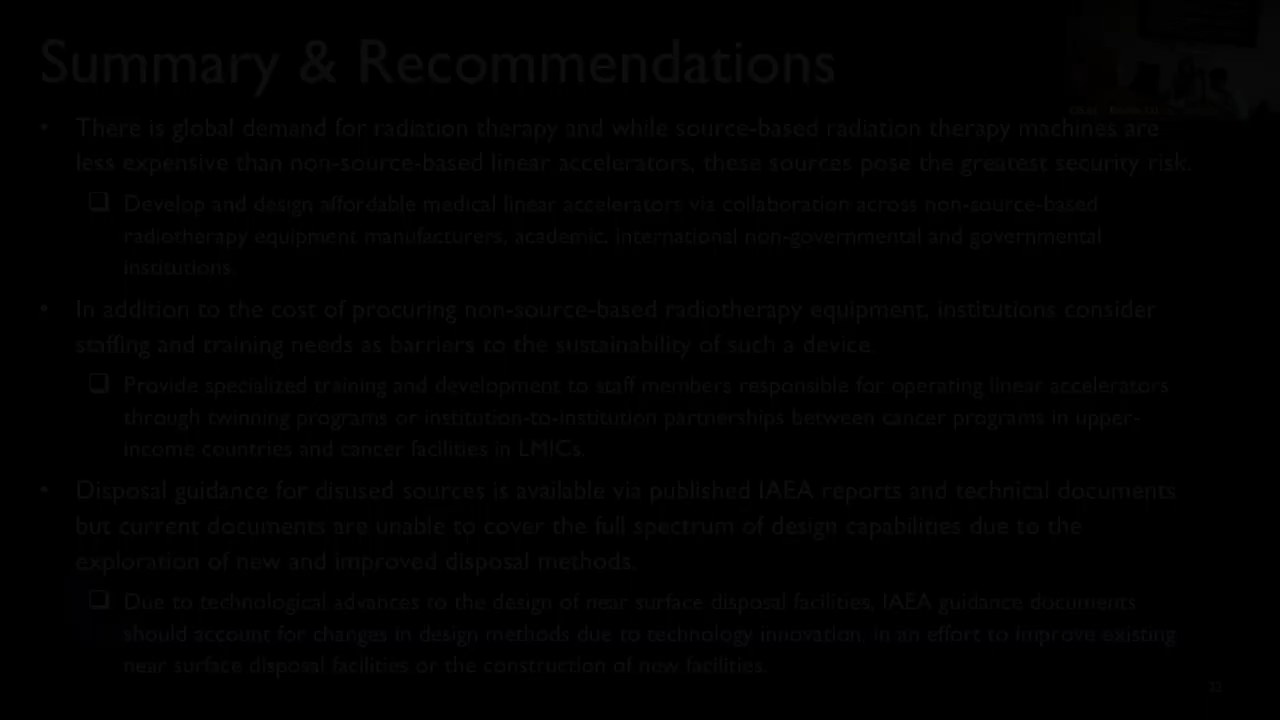 Summary & Recommendations
• There is global demand for radiation therapy and while source-based radiation therapy machines are
less expensive than non-source-based linear accelerators, these sources pose the greatest security risk.
❑ Develop and design affordable medical linear accelerators via collaboration across non-source-based
radiotherapy equipment manufacturers, academic, international non-governmental and governmental
institutions.
• In addition to the cost of procuring non-source-based radiotherapy equipment, institutions consider
staffing and training needs as barriers to the sustainability of such a device.
❑ Provide specialized training and development to staff members responsible for operating linear accelerators
through twinning programs or institution-to-institution partnerships between cancer programs in upper-
income countries and cancer facilities in LMICs.
• Disposal guidance for disused sources is available via published IAEA reports and technical documents
but current documents are unable to cover the full spectrum of design capabilities due to the
exploration of new and improved disposal methods.
❑ Due to technological advances to the design of near surface disposal facilities, IAEA guidance documents
should account for changes in design methods due to technology innovation, in an effort to improve existing
near surface disposal facilities or the construction of new facilities.
22